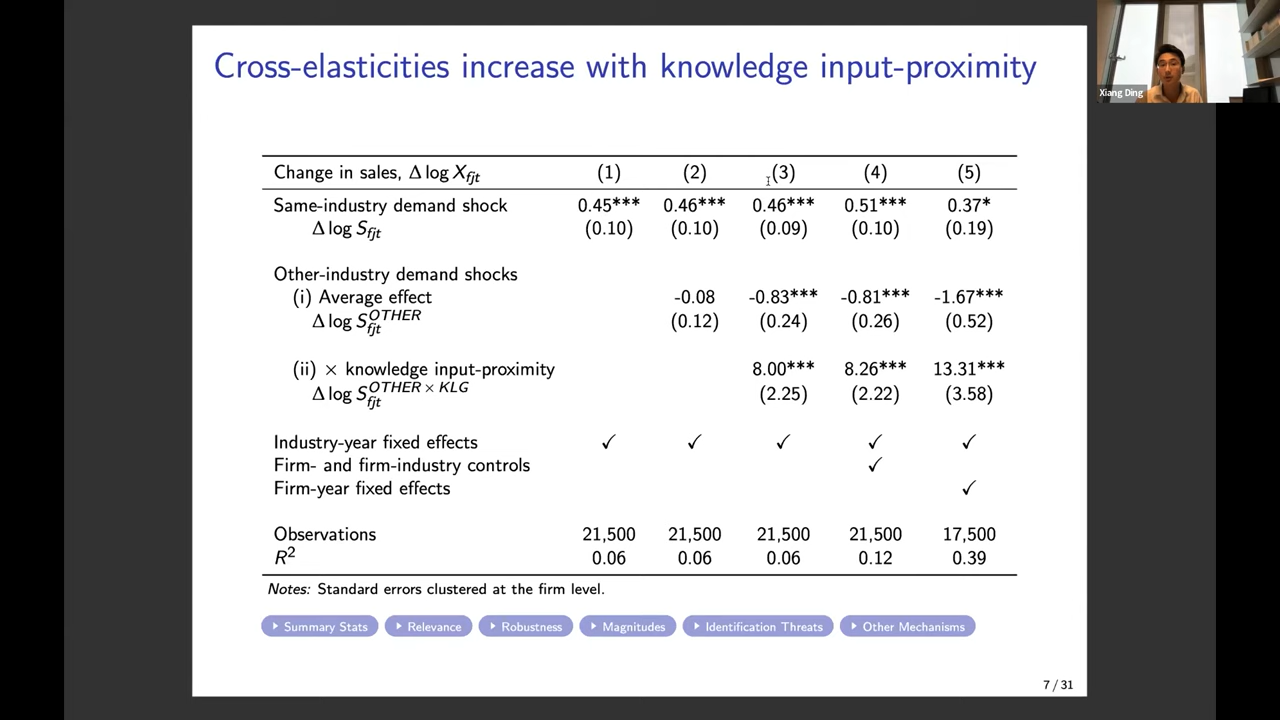 Cross-elasticities increase with knowledge input-proximity
Xiang Ding
Change in sales, Δ log X_fjt (1) (2) (3) (4) (5)
Same-industry demand shock 0.45*** 0.46*** 0.46*** 0.51*** 0.37*
Δ log S_fjt (0.10) (0.10) (0.09) (0.10) (0.19)
Other-industry demand shocks
(i) Average effect -0.08 -0.83*** -0.81*** -1.67***
Δ log S_fjt^OTHER (0.12) (0.24) (0.26) (0.52)
(ii) × knowledge input-proximity 8.00*** 8.26*** 13.31***
Δ log S_fjt^OTHER×KLG (2.25) (2.22) (3.58)
Industry-year fixed effects ✓ ✓ ✓ ✓ ✓
Firm- and firm-industry controls ✓
Firm-year fixed effects ✓
Observations 21,500 21,500 21,500 21,500 17,500
R² 0.06 0.06 0.06 0.12 0.39
Notes: Standard errors clustered at the firm level.
Summary Stats Relevance Robustness Magnitudes Identification Threats Other Mechanisms
7 / 31